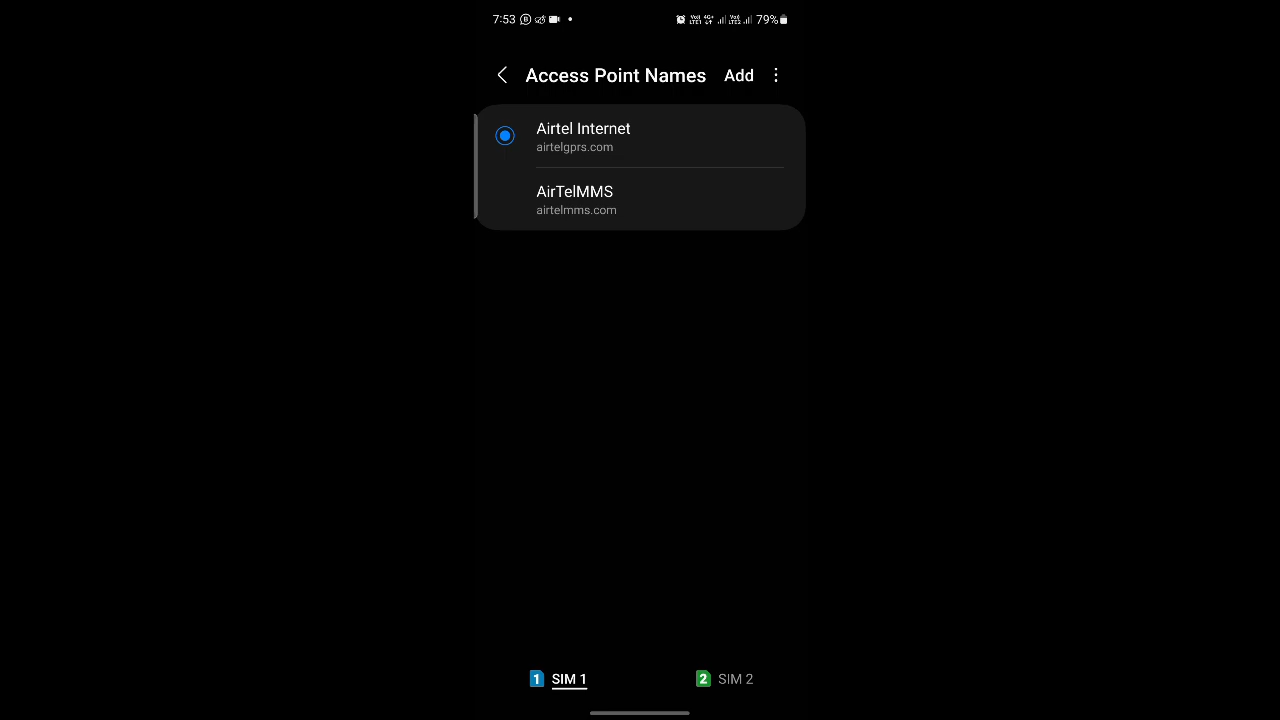 7:53 79%
Access Point Names Add
Airtel Internet
airtelgprs.com
AirTelMMS
airtelmms.com
1 SIM 1 2 SIM 2